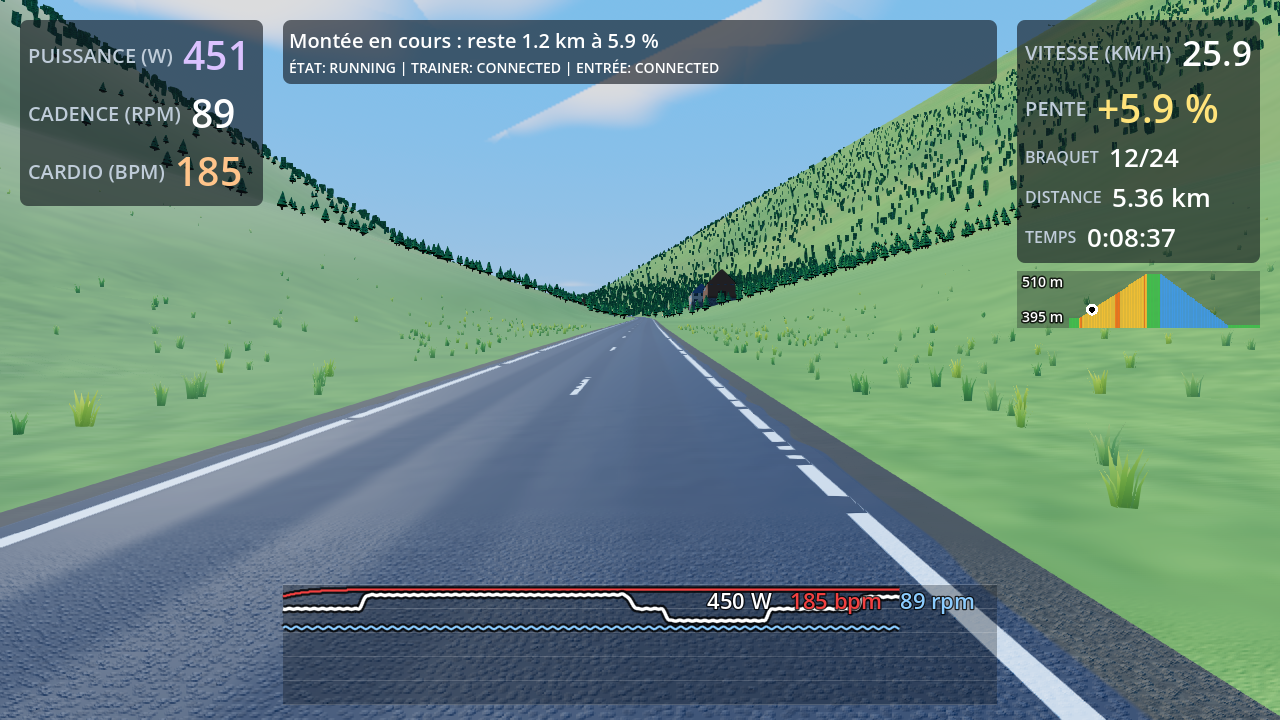 PUISSANCE (W) 451
CADENCE (RPM) 89
CARDIO (BPM) 185
Montée en cours : reste 1.2 km à 5.9 %
ÉTAT: RUNNING | TRAINER: CONNECTED | ENTRÉE: CONNECTED
VITESSE (KM/H) 25.9
PENTE +5.9 %
BRAQUET 12/24
DISTANCE 5.36 km
TEMPS 0:08:37
510 m
395 m
450 W 185 bpm 89 rpm